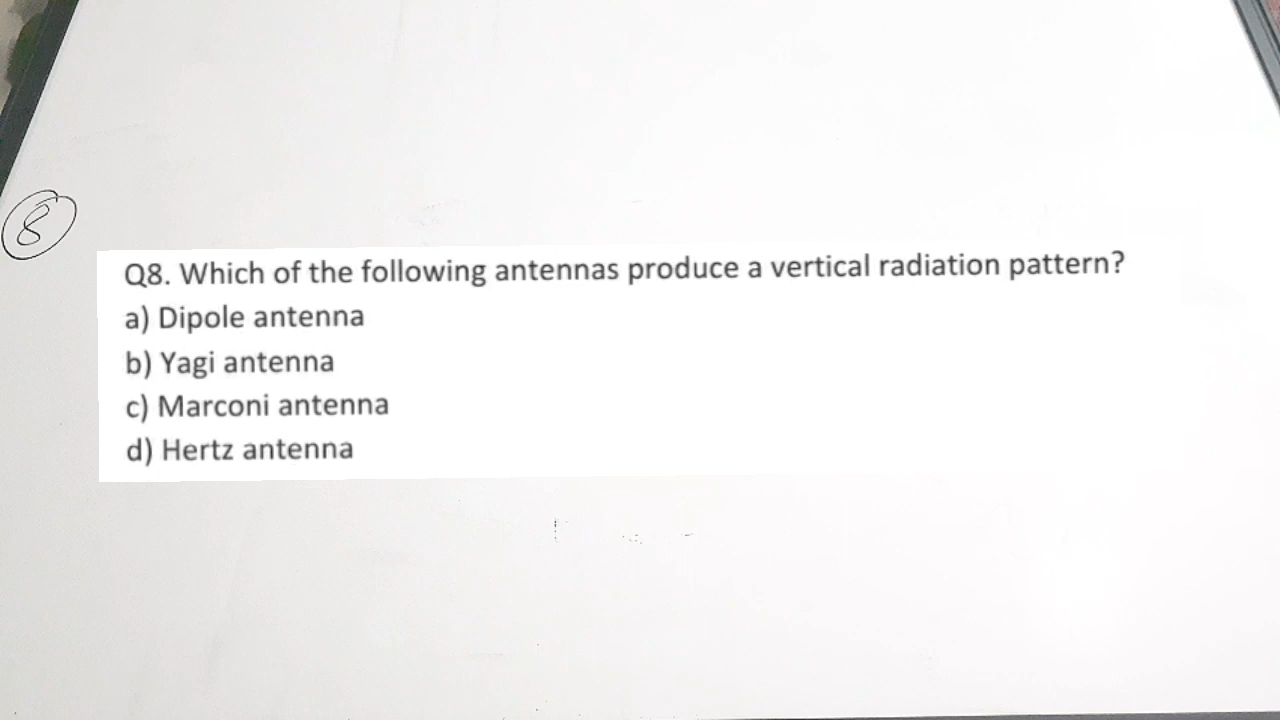 8
Q8. Which of the following antennas produce a vertical radiation pattern?
a) Dipole antenna
b) Yagi antenna
c) Marconi antenna
d) Hertz antenna